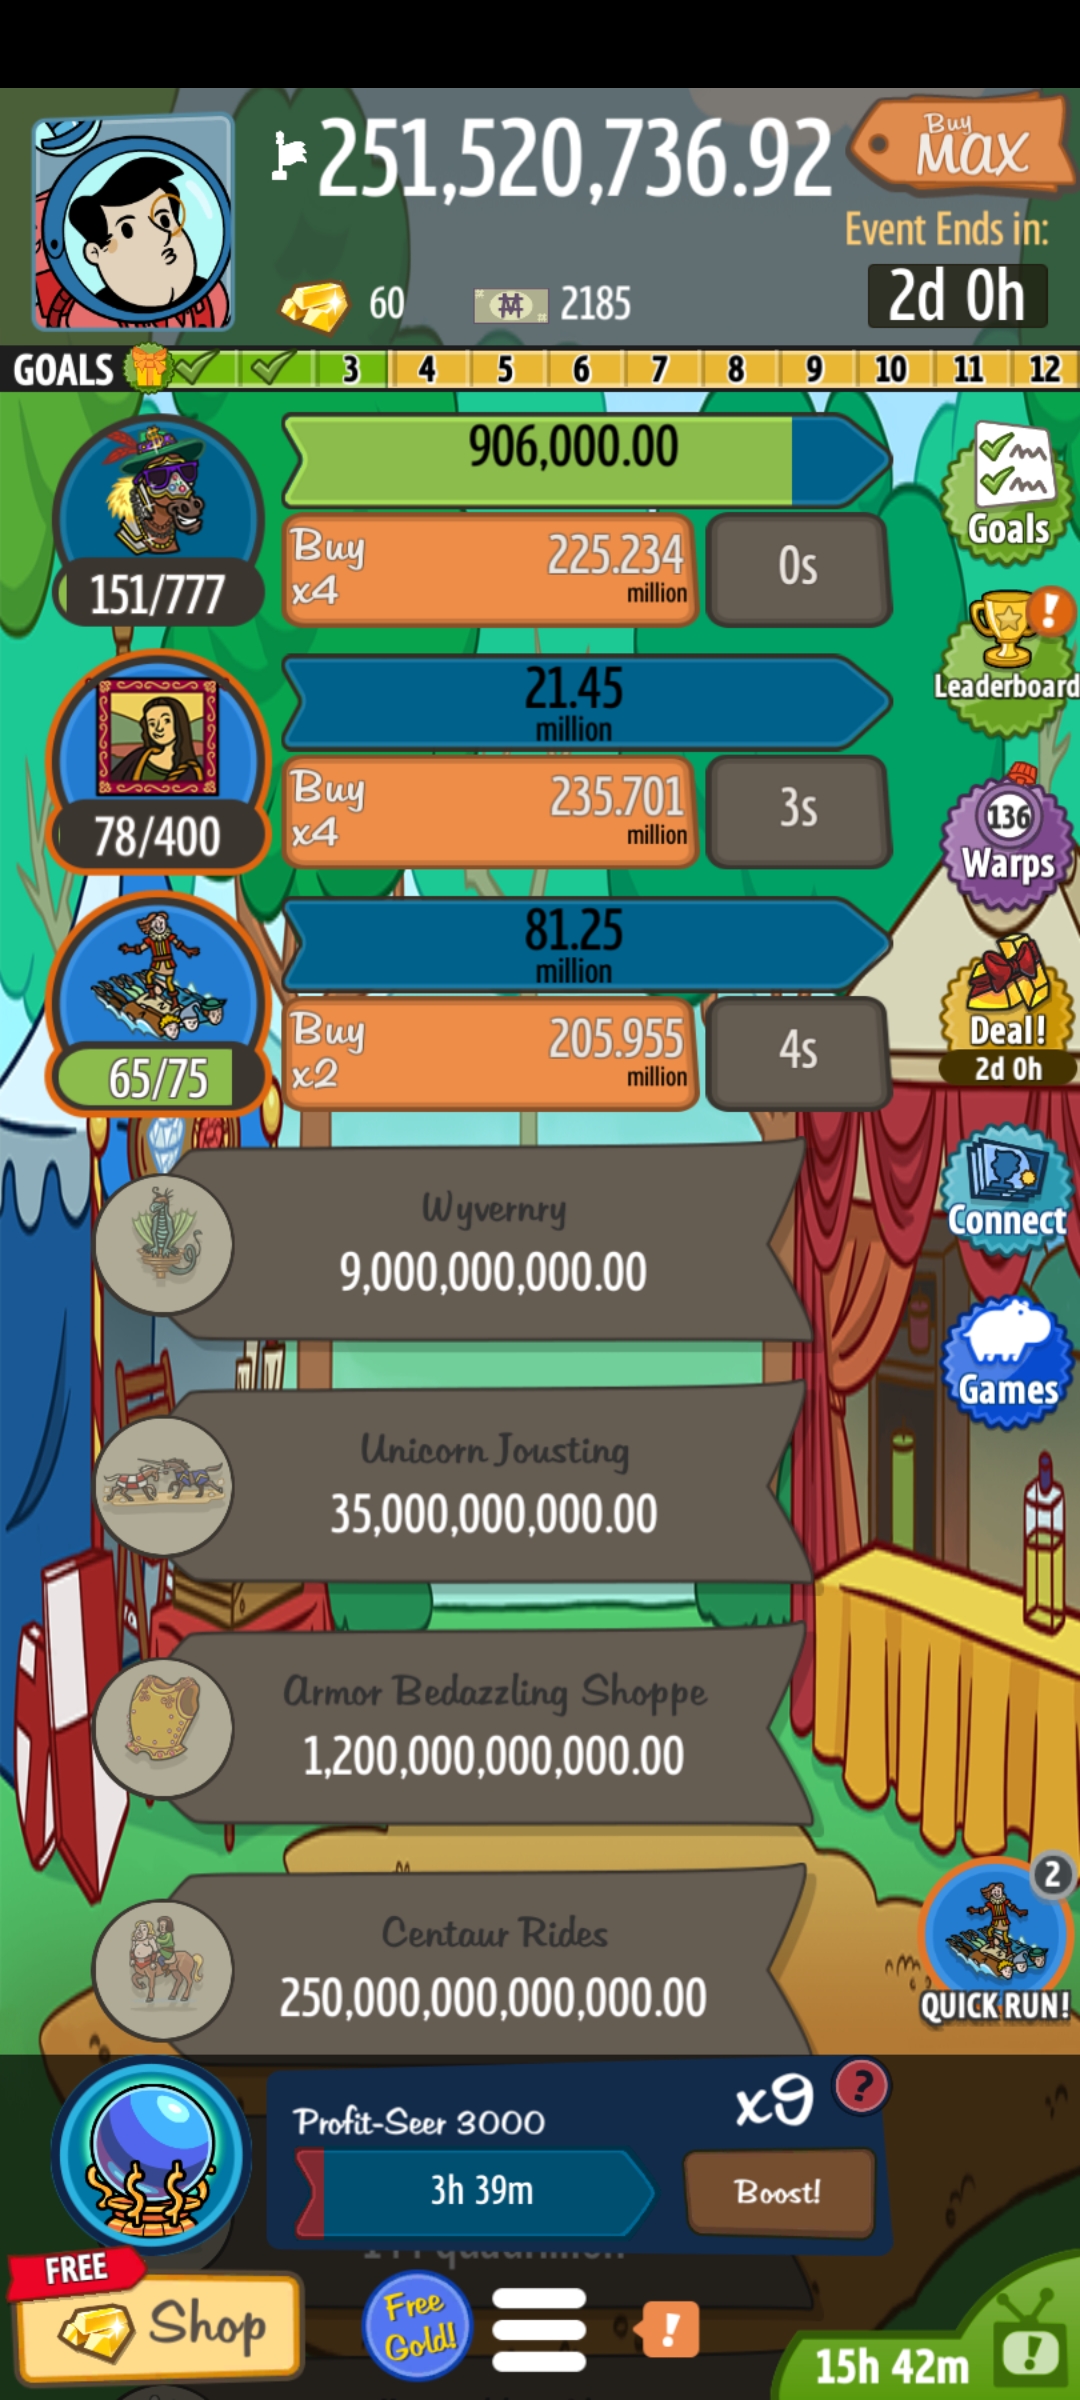 251,520,736.92
Buy
MAX
Event Ends in:
2d 0h
60
2185
GOALS
3 4 5 6 7 8 9 10 11 12
906,000.00
Buy
x4
225.234
million
0s
151/777
Goals
21.45
million
Buy
x4
235.701
million
3s
78/400
Leaderboard
136
Warps
81.25
million
Buy
x2
205.955
million
4s
65/75
Deal!
2d 0h
Wyvernry
9,000,000,000.00
Connect
Unicorn Jousting
35,000,000,000.00
Games
Armor Bedazzling Shoppe
1,200,000,000,000.00
Centaur Rides
250,000,000,000,000.00
2
QUICK RUN!
Profit-Seer 3000
x9
?
3h 39m
Boost!
FREE
Shop
Free
Gold!
!
15h 42m
!